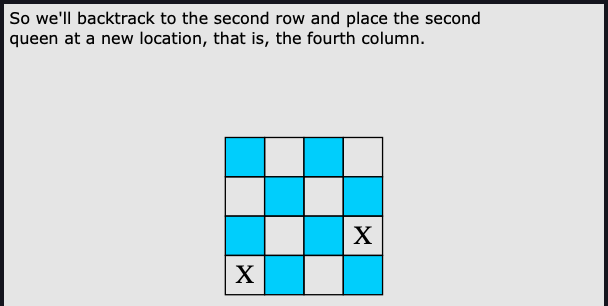 So we'll backtrack to the second row and place the second
queen at a new location, that is, the fourth column.
X
X